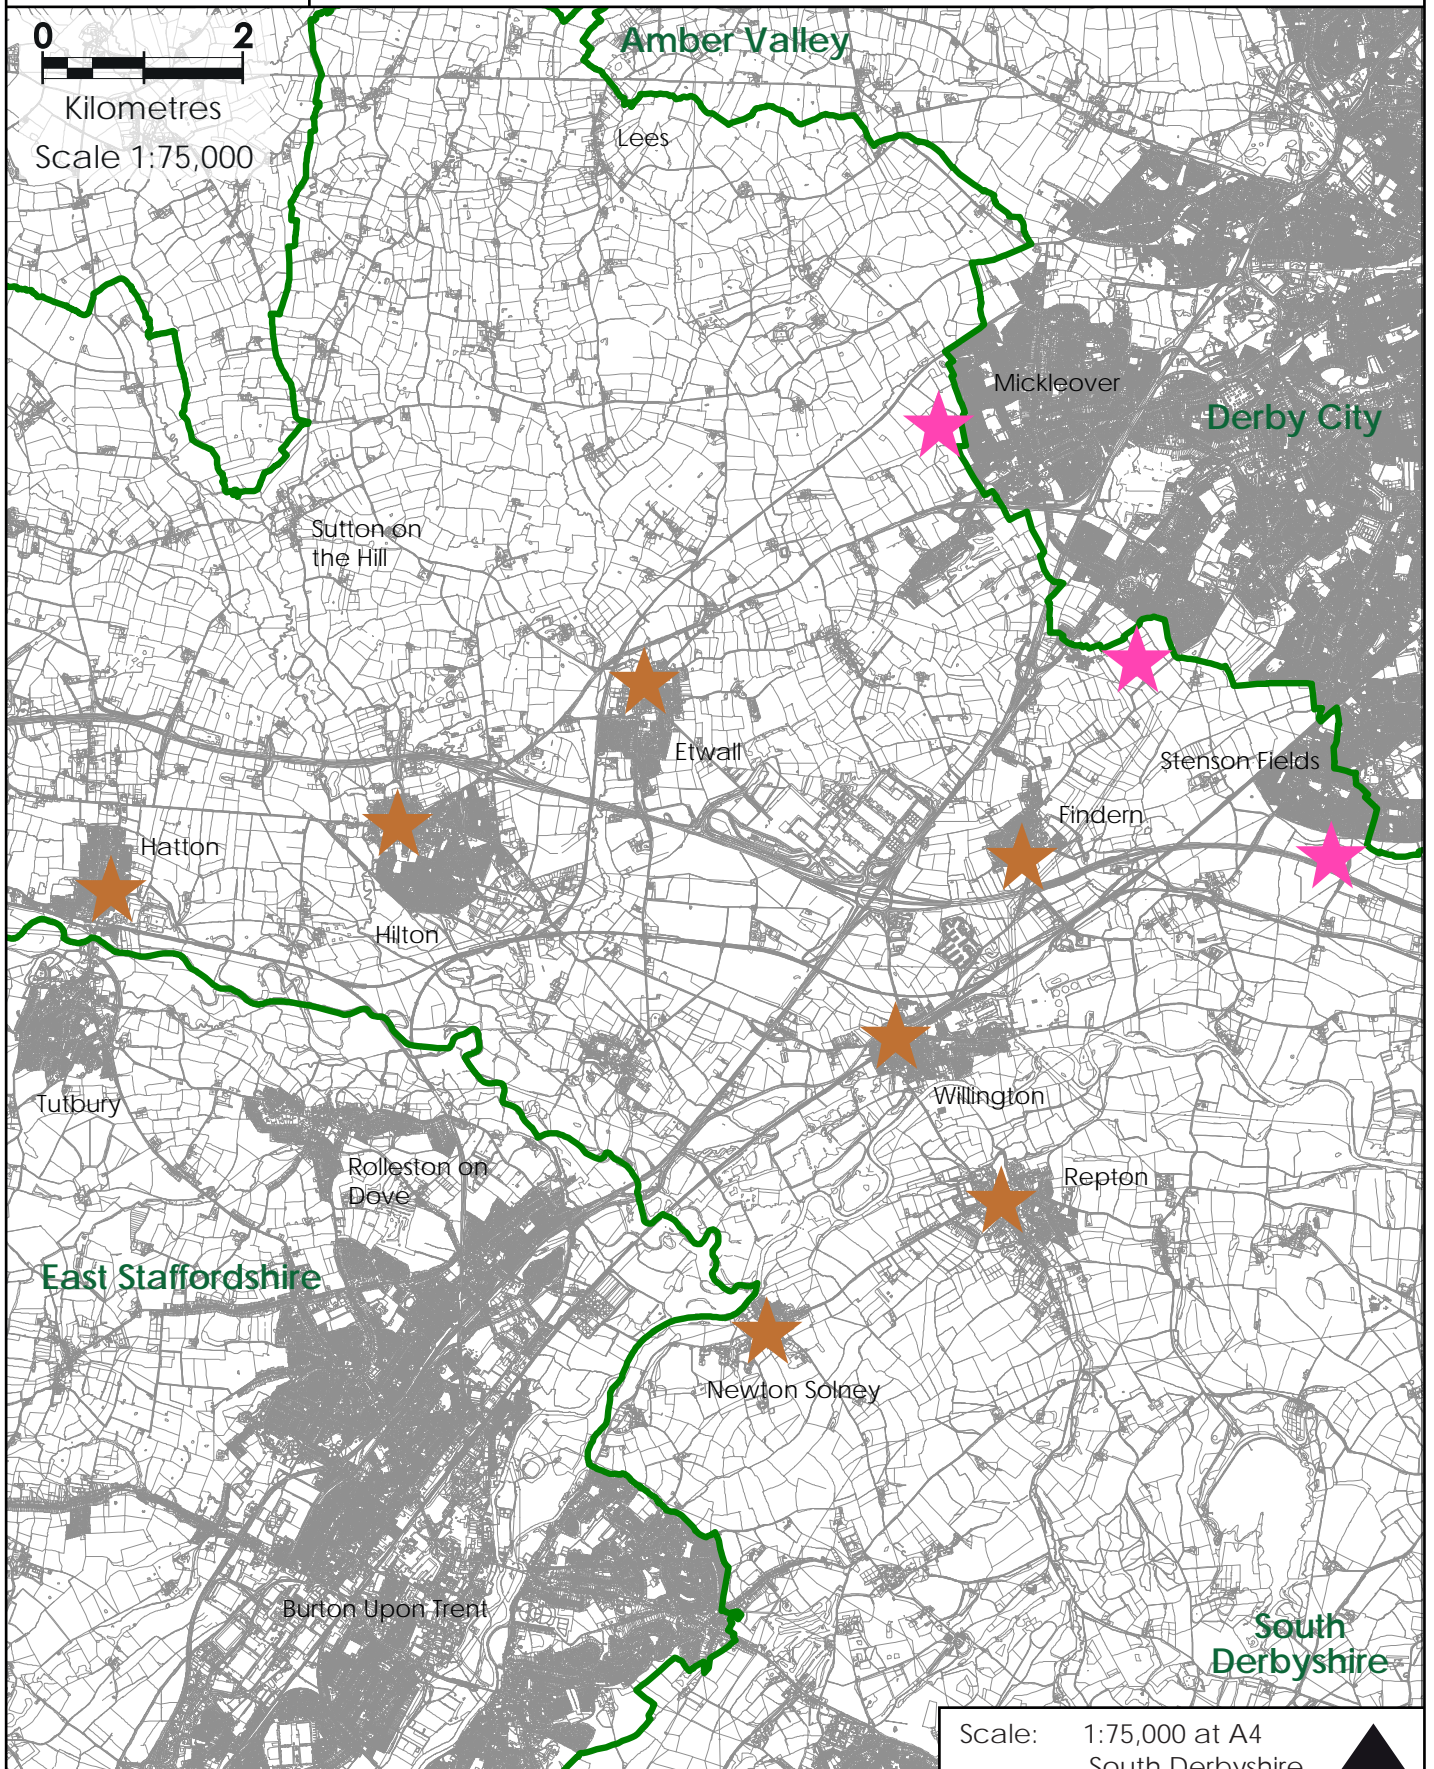 0 2
Kilometres
Scale 1:75,000
Amber Valley
Lees
Mickleover
Derby City
Sutton on
the Hill
Etwall
Stenson Fields
Findern
Hatton
Hilton
Tutbury
Willington
Rolleston on
Dove
Repton
East Staffordshire
Newton Solney
Burton Upon Trent
South
Derbyshire
Scale: 1:75,000 at A4
South Derbyshire